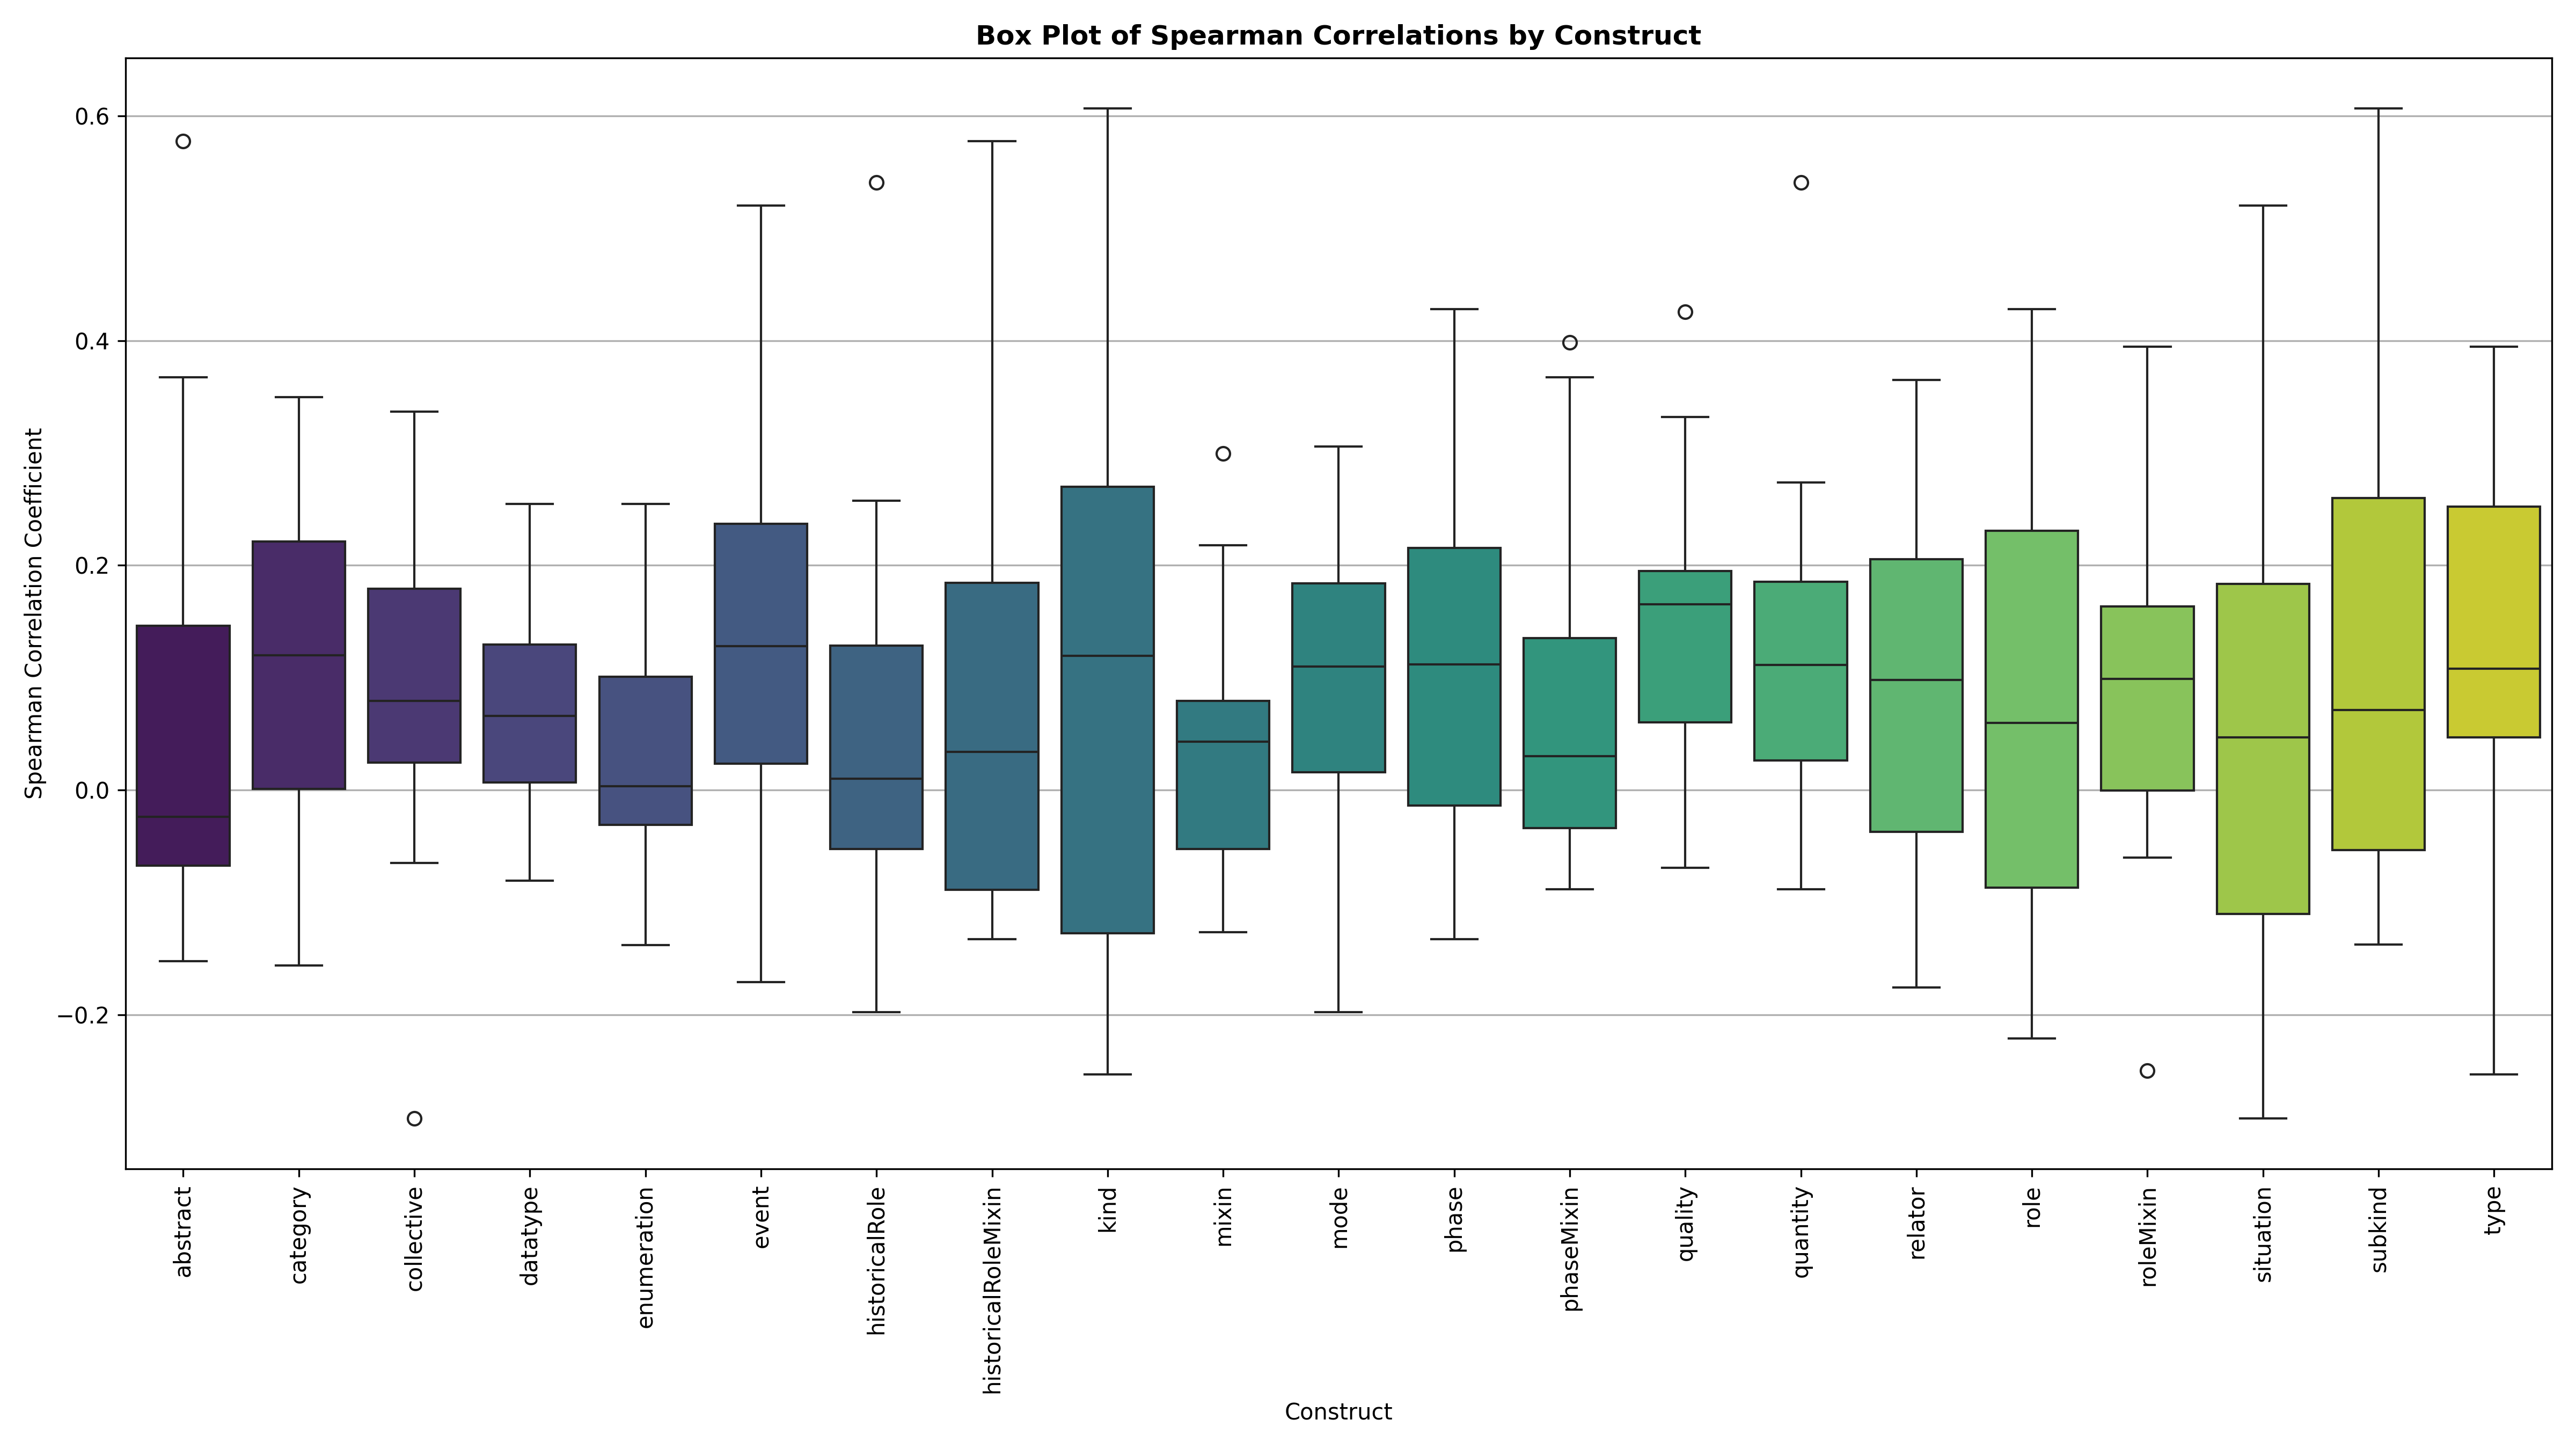 Box Plot of Spearman Correlations by Construct
Spearman Correlation Coefficient
0.6
0.4
0.2
0.0
−0.2
abstract
category
collective
datatype
enumeration
event
historicalRole
historicalRoleMixin
kind
mixin
mode
phase
phaseMixin
quality
quantity
relator
role
roleMixin
situation
subkind
type
Construct